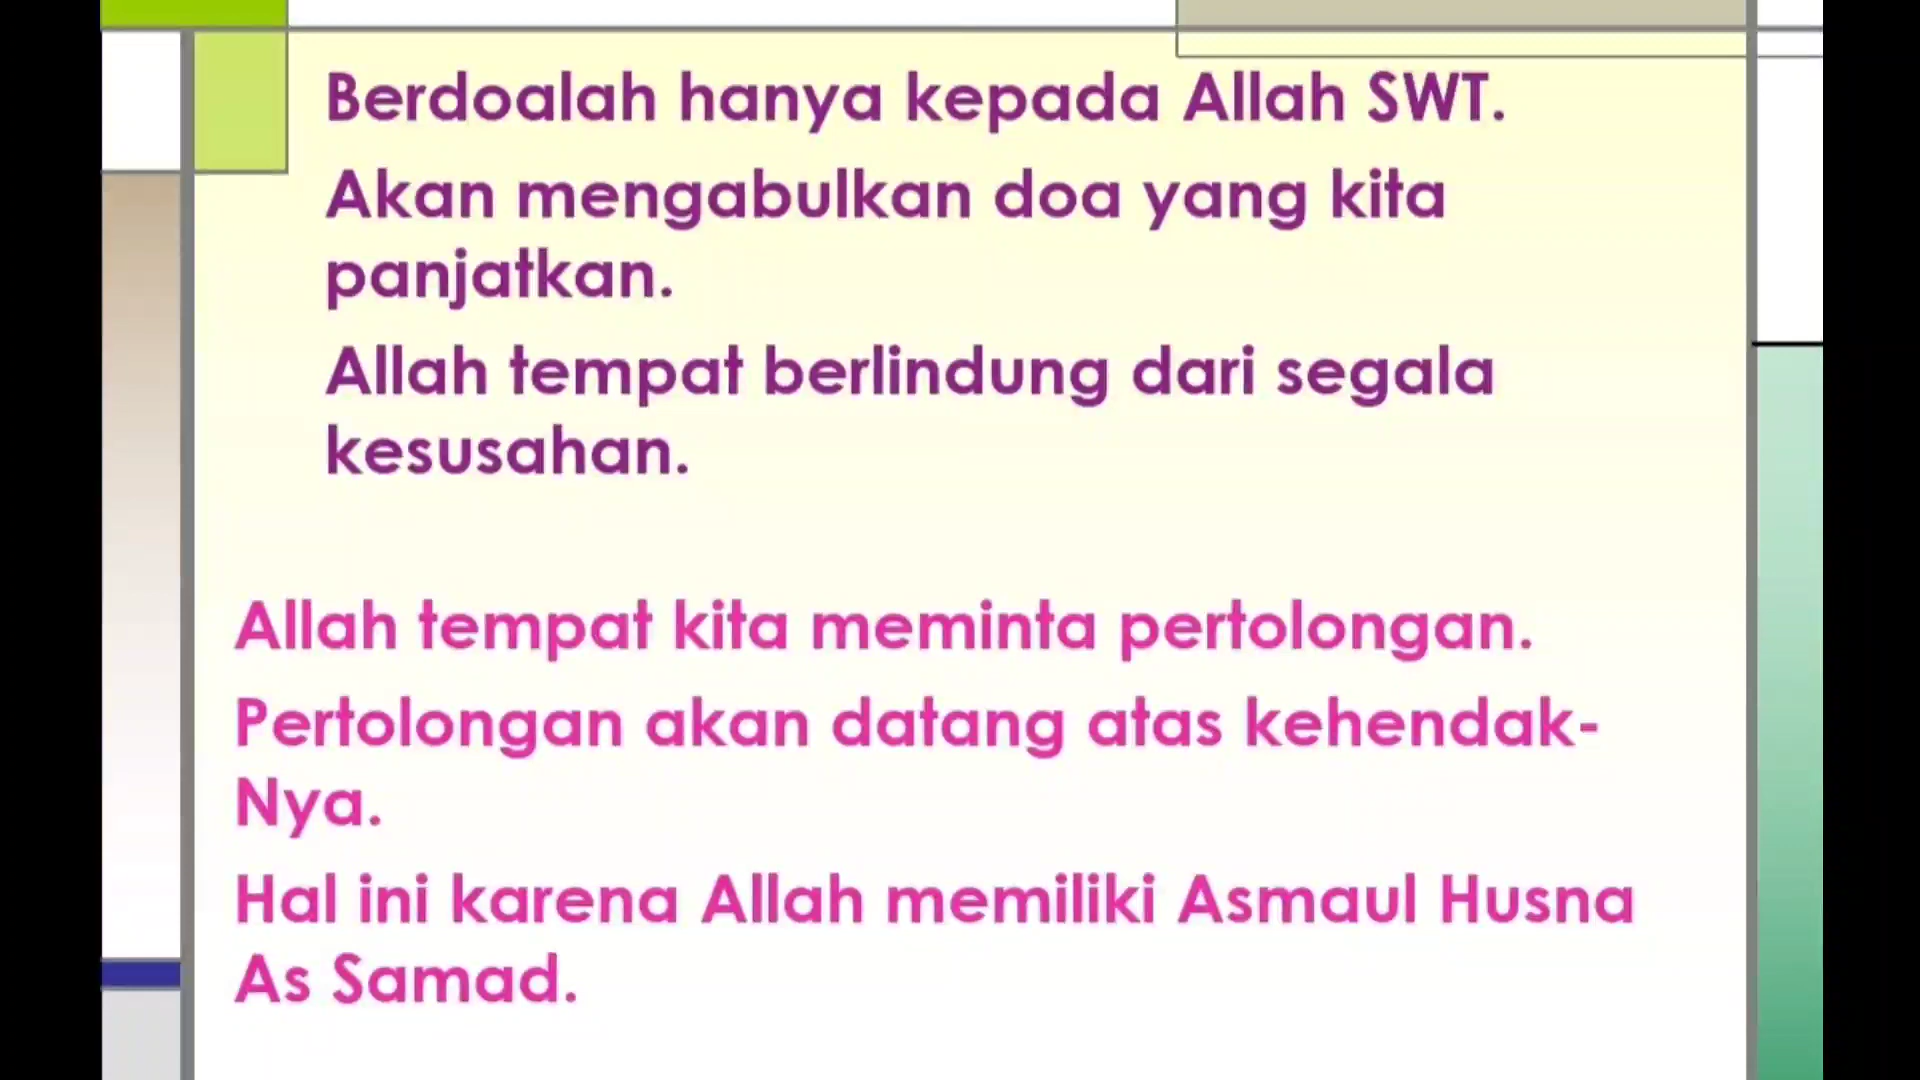 Berdoalah hanya kepada Allah SWT.
Akan mengabulkan doa yang kita
panjatkan.
Allah tempat berlindung dari segala
kesusahan.
Allah tempat kita meminta pertolongan.
Pertolongan akan datang atas kehendak-
Nya.
Hal ini karena Allah memiliki Asmaul Husna
As Samad.